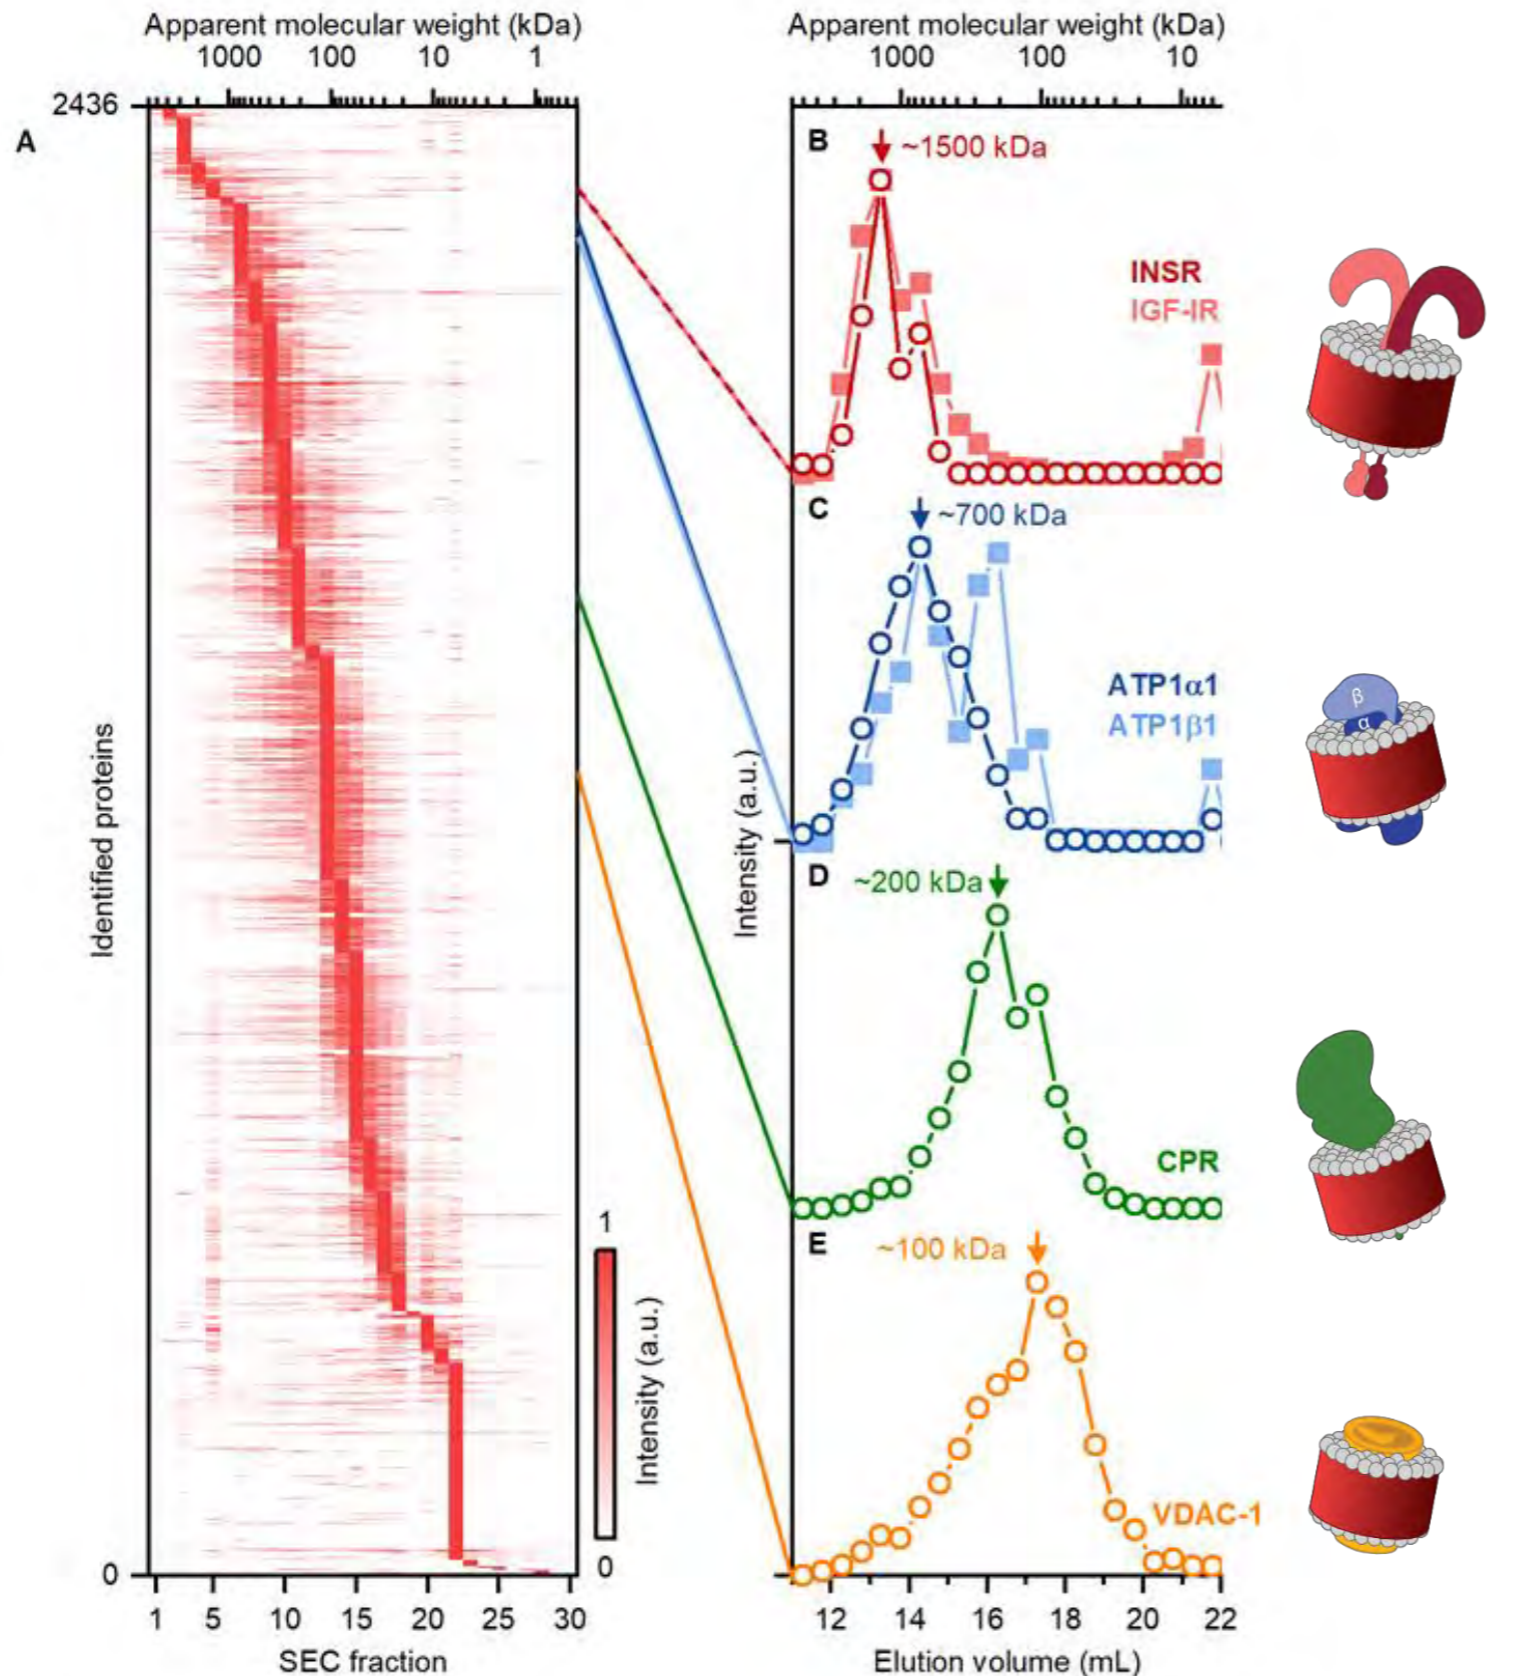 Apparent molecular weight (kDa)
1000 100 10 1
2436
A
Identified proteins
0
1 5 10 15 20 25 30
SEC fraction
1
Intensity (a.u.)
0
Apparent molecular weight (kDa)
1000 100 10
B
~1500 kDa
INSR
IGF-IR
C
~700 kDa
ATP1α1
ATP1β1
β
α
Intensity (a.u.)
D
~200 kDa
CPR
E
~100 kDa
VDAC-1
12 14 16 18 20 22
Elution volume (mL)